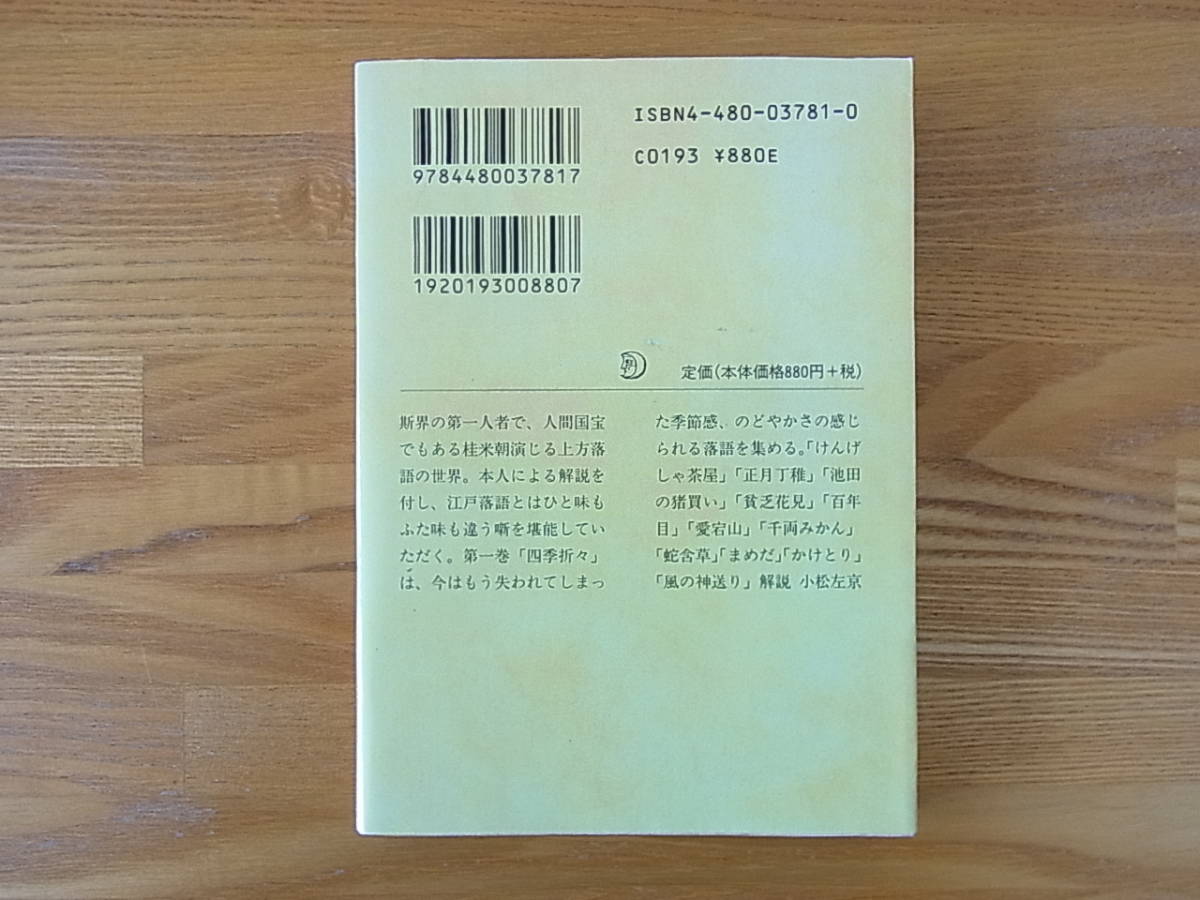 9784480037817
1920193008807
ISBN4-480-03781-0
C0193 ¥880E
定価(本体価格880円+税)
斯界の第一人者で、人間国宝
でもある桂米朝演じる上方落
語の世界。本人による解説を
付し、江戸落語とはひと味も
ふた味も違う噺を堪能してい
ただく。第一巻「四季折々」
は、今はもう失われてしまっ
た季節感、のどやかさの感じ
られる落語を集める。「けんげ
しゃ茶屋」「正月丁稚」「池田
の猪買い」「貧乏花見」「百年
目」「愛宕山」「千両みかん」
「蛇含草」「まめだ」「かけとり」
「風の神送り」 解説 小松左京